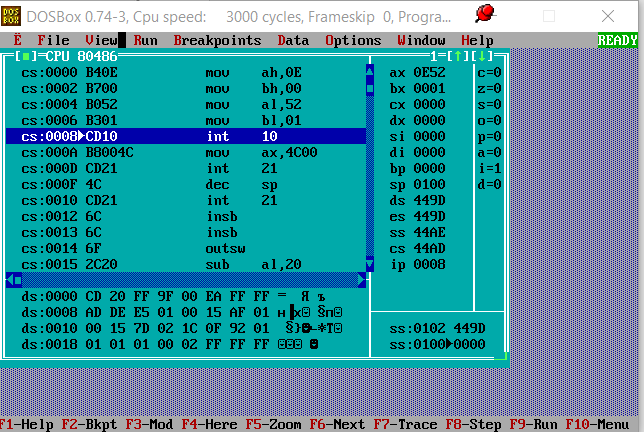 DOSBox 0.74-3, Cpu speed: 3000 cycles, Frameskip 0, Progra...
Ë File View Run Breakpoints Data Options Window Help READY
[■]=CPU 80486 1=[↑][↓]
cs:0000 B40E mov ah,0E ax 0E52 c=0
cs:0002 B700 mov bh,00 bx 0001 z=0
cs:0004 B052 mov al,52 cx 0000 s=0
cs:0006 B301 mov bl,01 dx 0000 o=0
cs:0008►CD10 int 10 si 0000 p=0
cs:000A B8004C mov ax,4C00 di 0000 a=0
cs:000D CD21 int 21 bp 0000 i=1
cs:000F 4C dec sp sp 0100 d=0
cs:0010 CD21 int 21 ds 449D
cs:0012 6C insb es 449D
cs:0013 6C insb ss 44AE
cs:0014 6F outsw cs 44AD
cs:0015 2C20 sub al,20 ip 0008
ds:0000 CD 20 FF 9F 00 EA FF FF = Я ъ
ds:0008 AD DE E5 01 00 15 AF 01
ds:0010 00 15 7D 02 1C 0F 92 01 ss:0102 449D
ds:0018 01 01 01 00 02 FF FF FF ss:0100►0000
F1-Help F2-Bkpt F3-Mod F4-Here F5-Zoom F6-Next F7-Trace F8-Step F9-Run F10-Menu